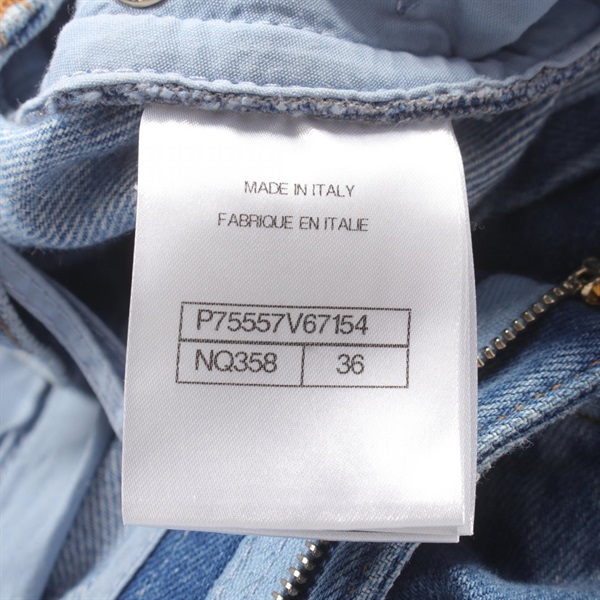 MADE IN ITALY
FABRIQUE EN ITALIE
P75557V67154
NQ358 36